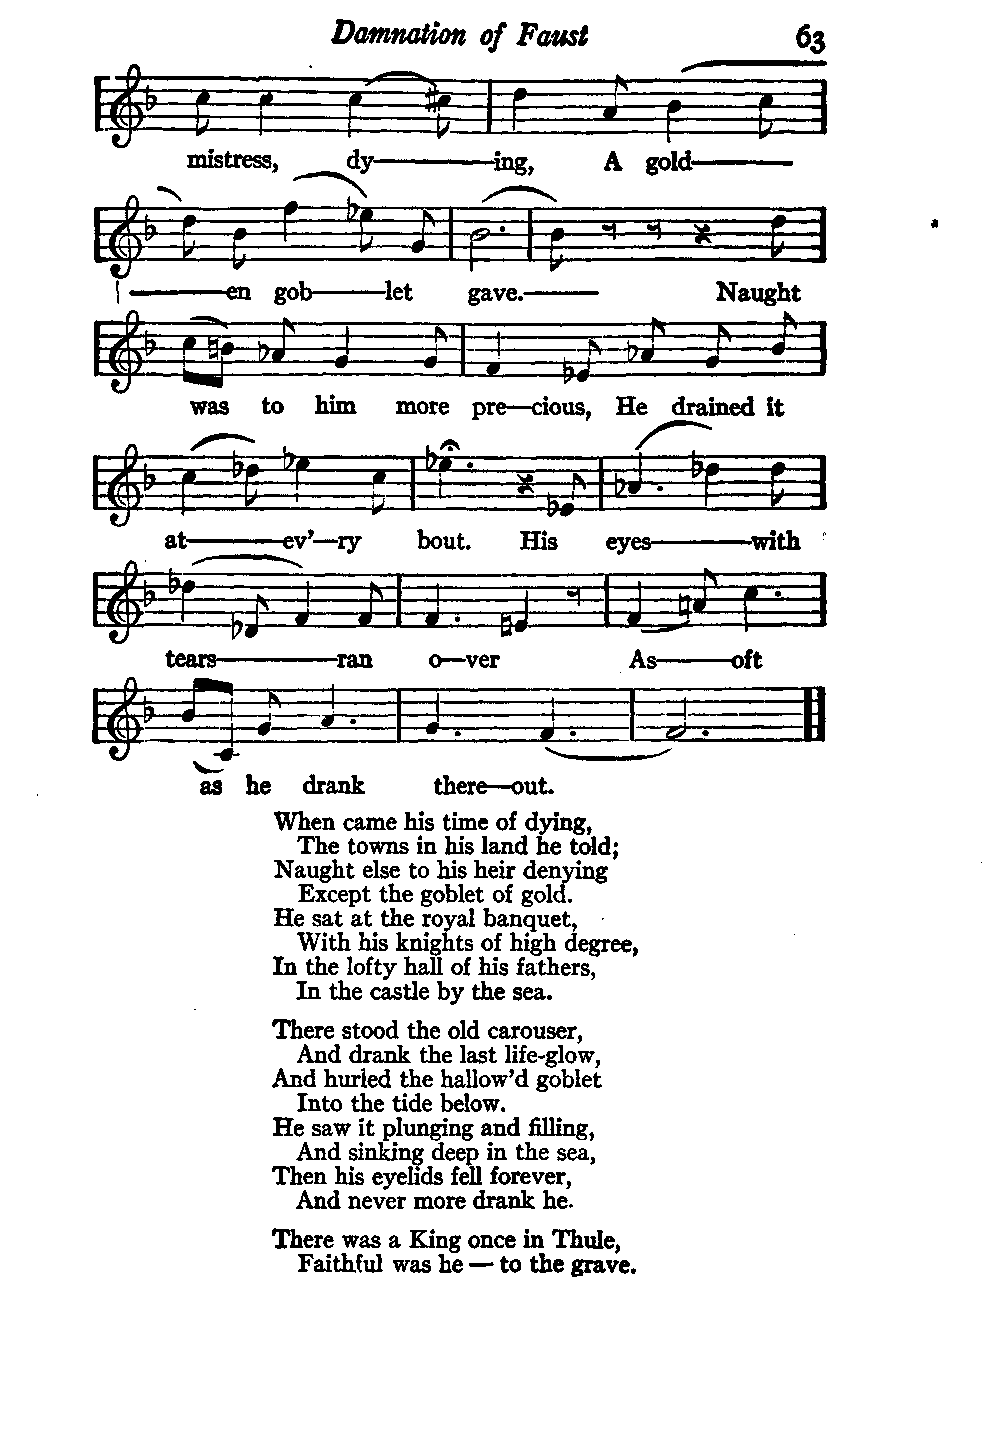 Damnation of Faust 63
mistress, dy——ing, A gold——
——en gob——let gave.—— Naught
was to him more pre—cious, He drained it
at——ev'—ry bout. His eyes——with
tears——ran o—ver As——oft
as he drank there—out.
When came his time of dying,
The towns in his land he told;
Naught else to his heir denying
Except the goblet of gold.
He sat at the royal banquet,
With his knights of high degree,
In the lofty hall of his fathers,
In the castle by the sea.
There stood the old carouser,
And drank the last life-glow,
And hurled the hallow'd goblet
Into the tide below.
He saw it plunging and filling,
And sinking deep in the sea,
Then his eyelids fell forever,
And never more drank he.
There was a King once in Thule,
Faithful was he — to the grave.